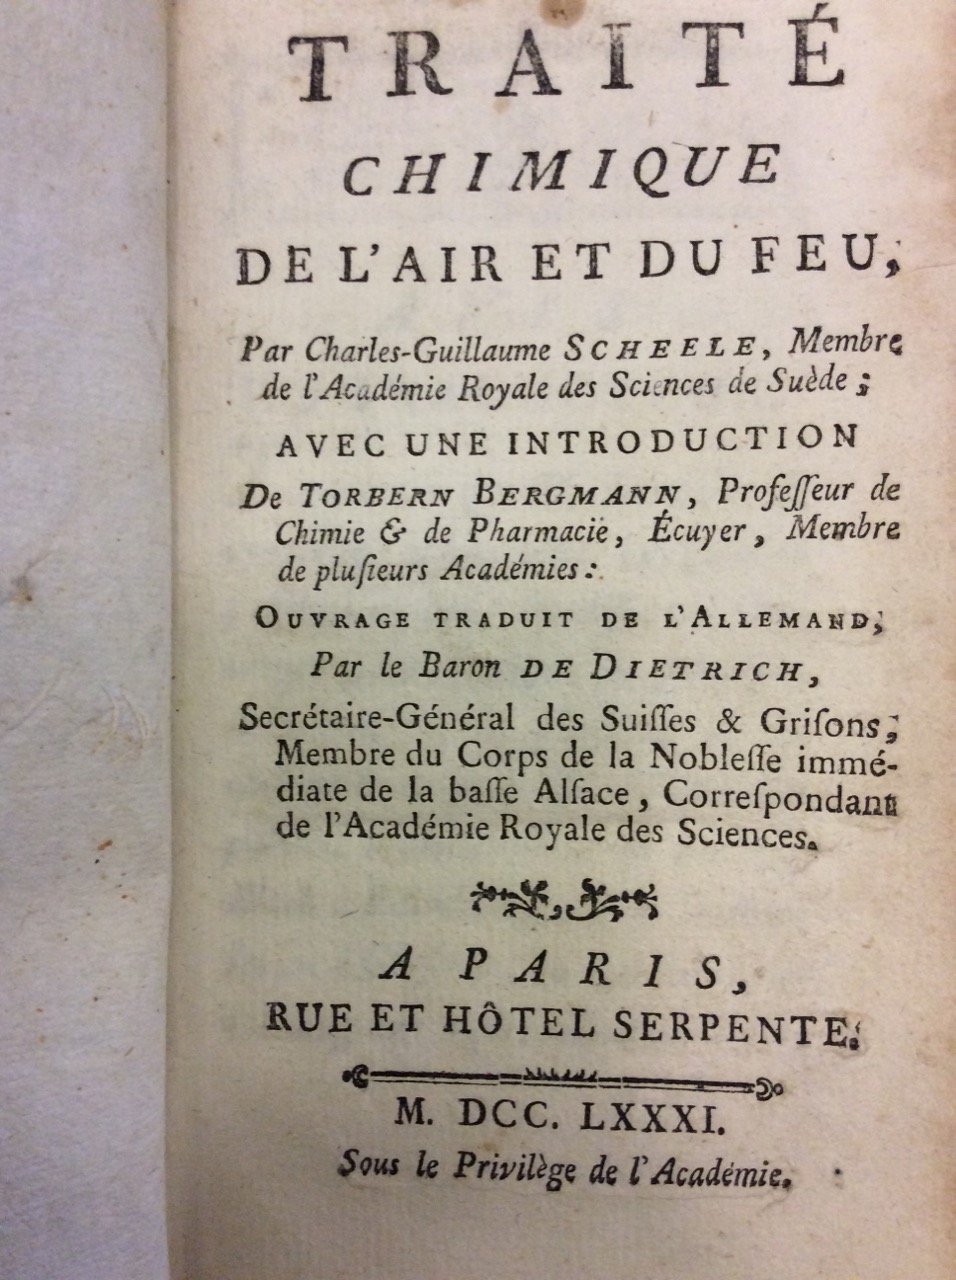 TRAITÉ
CHIMIQUE
DE L'AIR ET DU FEU,
Par Charles-Guillaume SCHEELE, Membre
de l'Académie Royale des Sciences de Suède;
AVEC UNE INTRODUCTION
De TORBERN BERGMANN, Profeſſeur de
Chimie & de Pharmacie, Écuyer, Membre
de pluſieurs Académies:
OUVRAGE TRADUIT DE L'ALLEMAND,
Par le Baron DE DIETRICH,
Secrétaire-Général des Suiſſes & Griſons;
Membre du Corps de la Nobleſſe immé-
diate de la baſſe Alſace, Correſpondant
de l'Académie Royale des Sciences.
A PARIS,
RUE ET HÔTEL SERPENTE.
M. DCC. LXXXI.
Sous le Privilège de l'Académie.